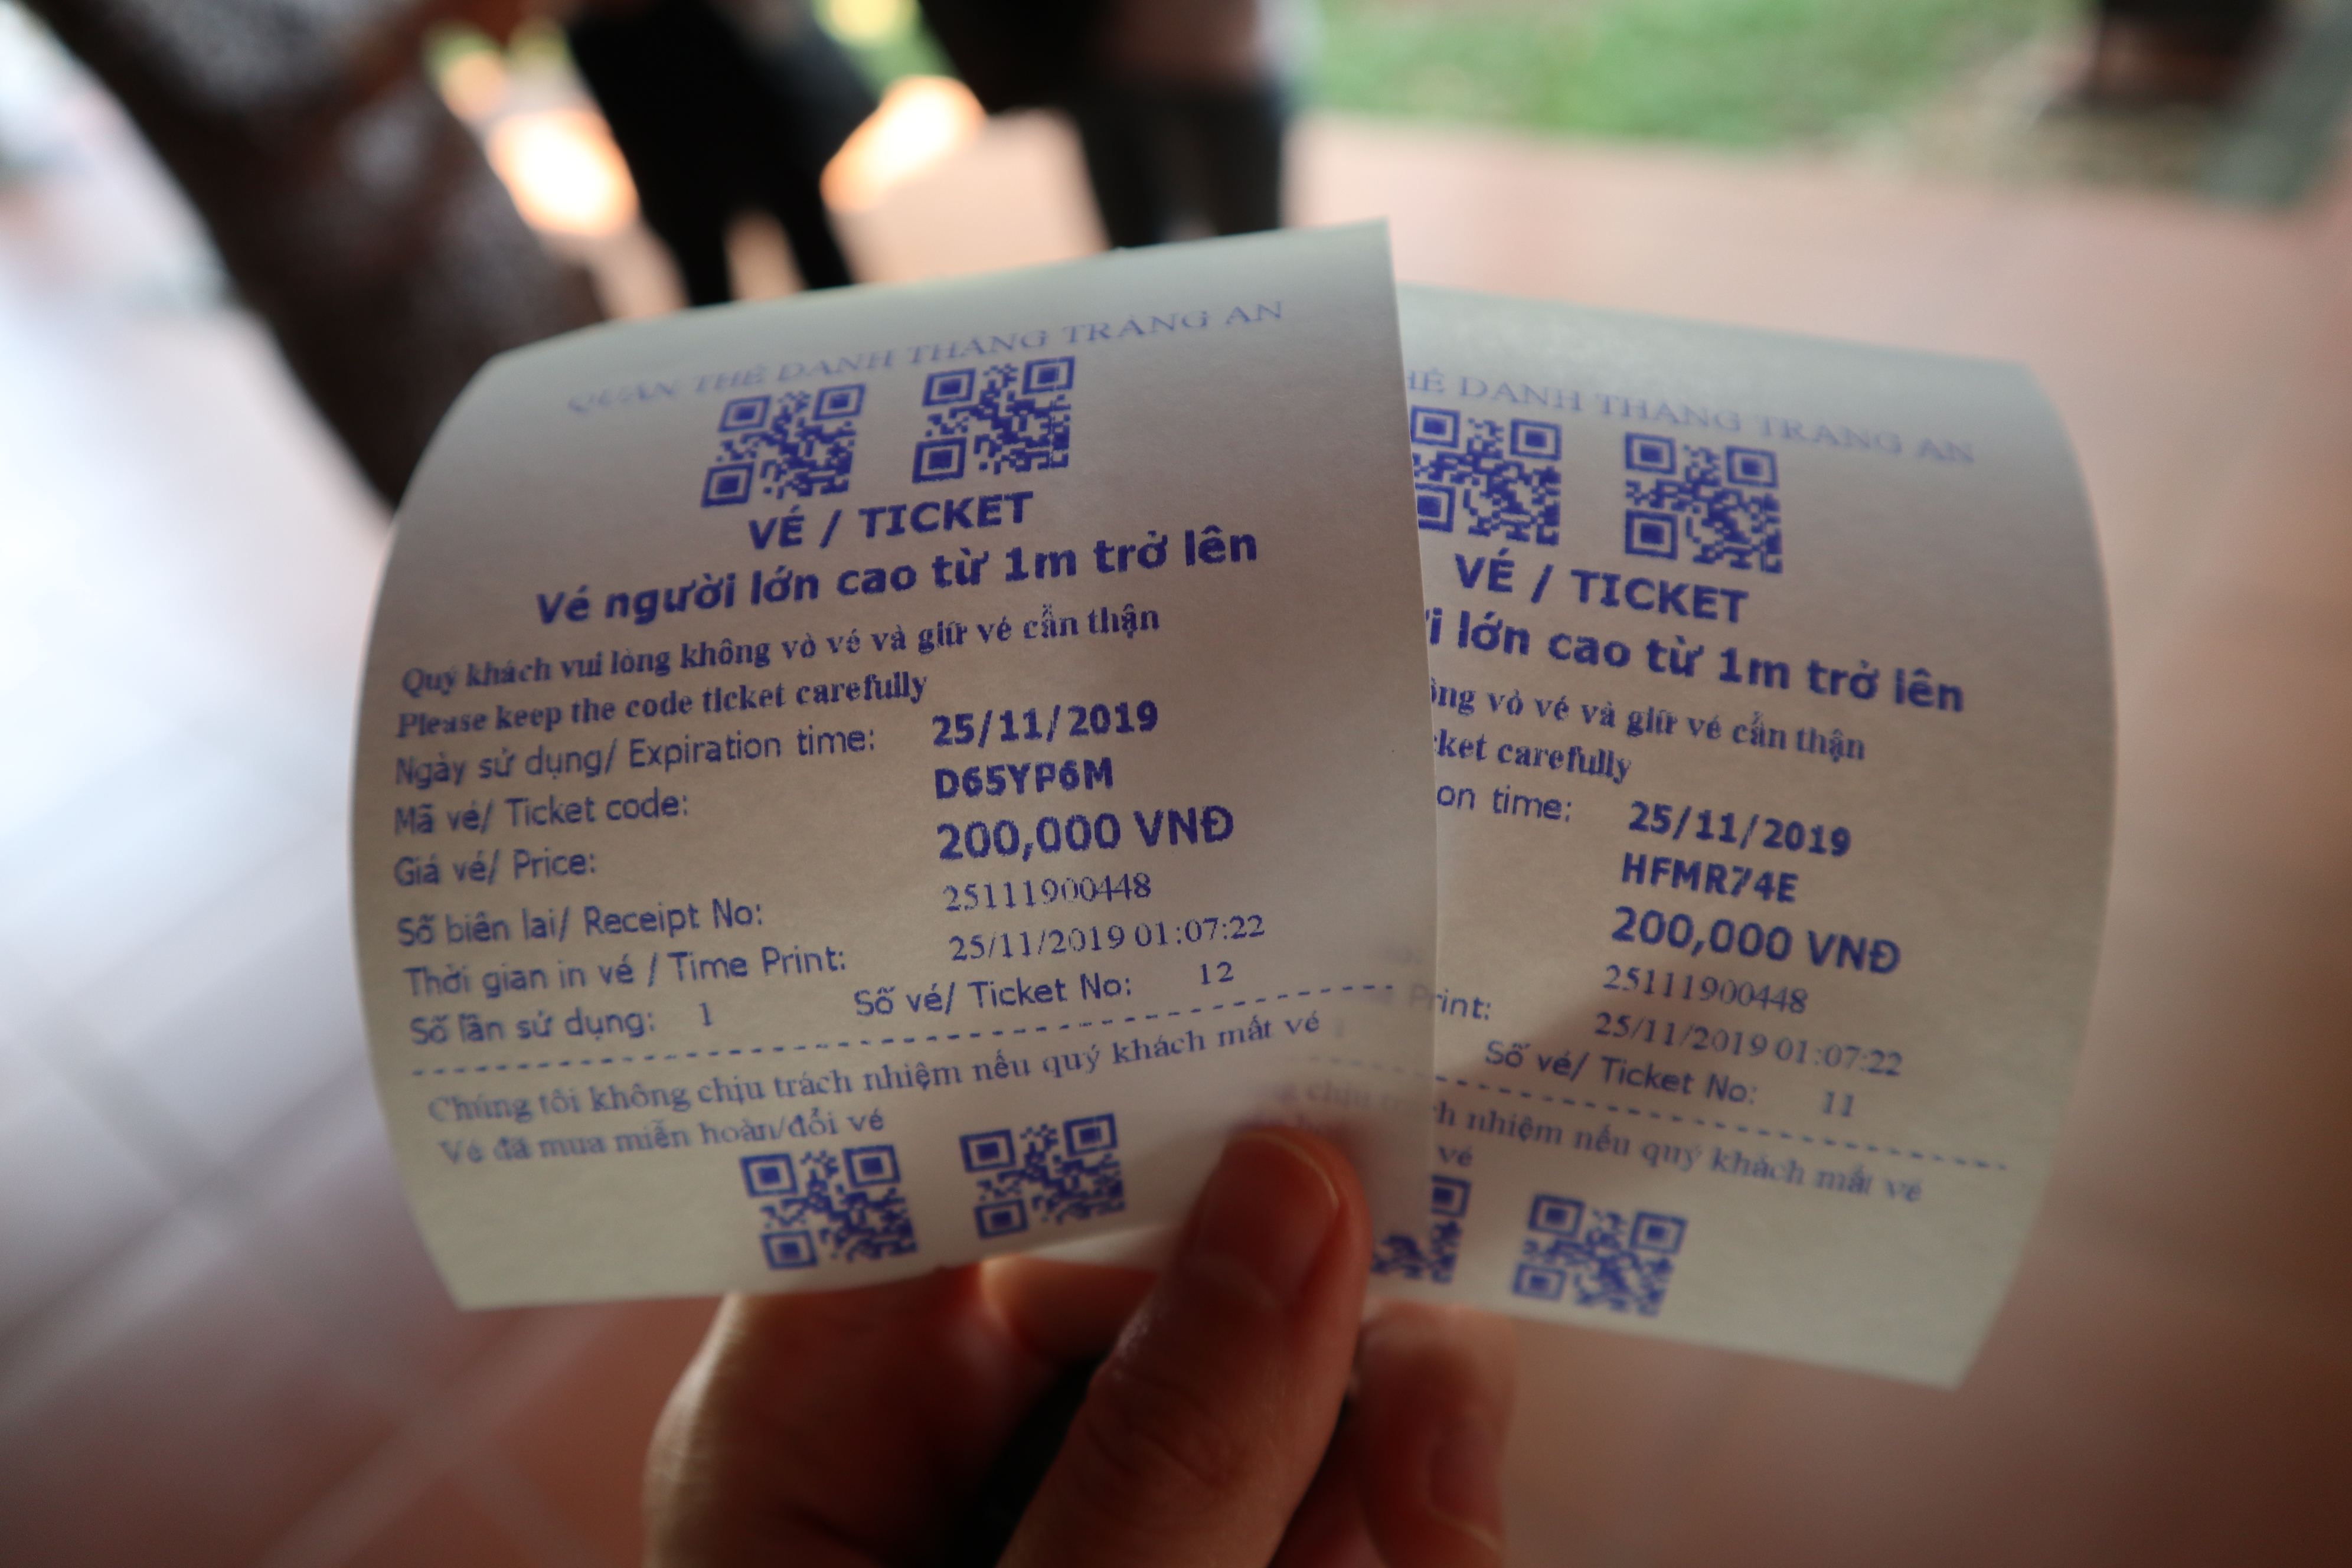 QUẦN THỂ DANH THẮNG TRÀNG AN
VÉ / TICKET
Vé người lớn cao từ 1m trở lên
Quý khách vui lòng không vò vé và giữ vé cẩn thận
Please keep the code ticket carefully
Ngày sử dụng/ Expiration time: 25/11/2019
Mã vé/ Ticket code: D65YP6M
Giá vé/ Price: 200,000 VNĐ
Số biên lai/ Receipt No: 25111900448
Thời gian in vé / Time Print: 25/11/2019 01:07:22
Số lần sử dụng: 1 Số vé/ Ticket No: 12
Chúng tôi không chịu trách nhiệm nếu quý khách mất vé
Vé đã mua miễn hoàn/đổi vé
HỂ DANH THẮNG TRÀNG AN
VÉ / TICKET
i lớn cao từ 1m trở lên
ông vò vé và giữ vé cẩn thận
cket carefully
on time: 25/11/2019
HFMR74E
200,000 VNĐ
25111900448
Print: 25/11/2019 01:07:22
Số vé/ Ticket No: 11
h nhiệm nếu quý khách mất vé
vé